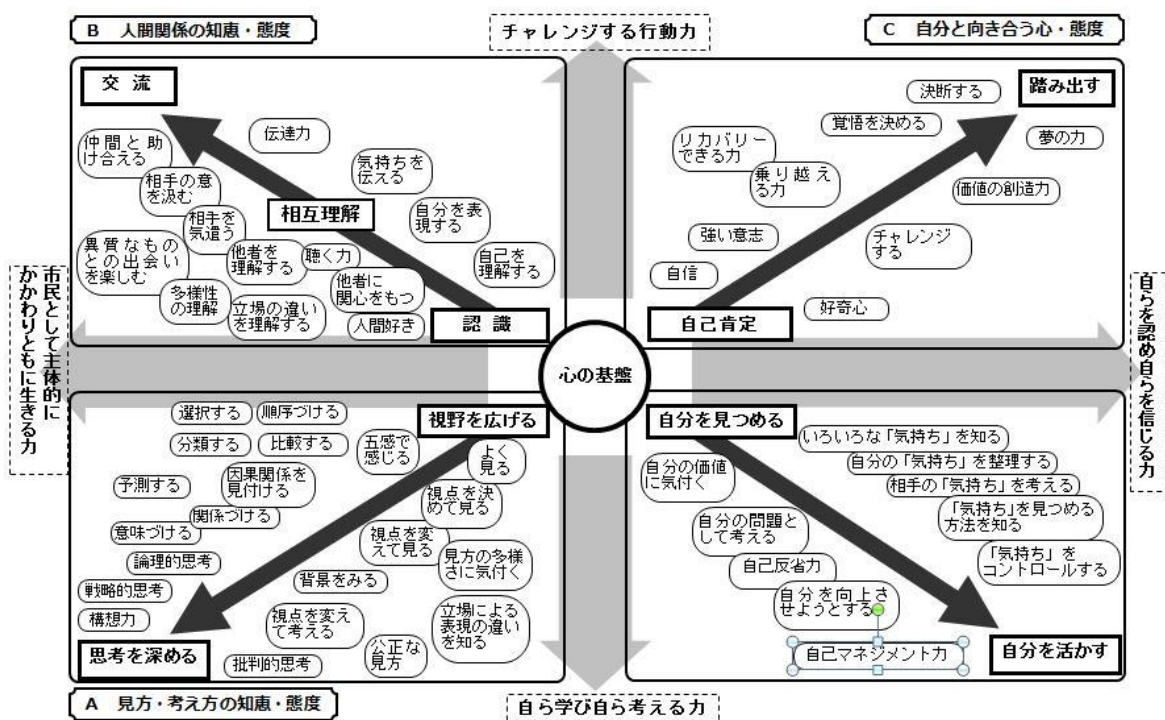 B 人間関係の知恵・態度
チャレンジする行動力
C 自分と向き合う心・態度
交 流
伝達力
仲間と助
け合える
気持ちを
伝える
相手の意
を汲む
相互理解
自分を表
現する
相手を
気遣う
異質なもの
との出会い
を楽しむ
他者を
理解する
聴く力
自己を
理解する
他者に
関心をもつ
多様性
の理解
立場の違い
を理解する
人間好き
認 識
踏み出す
決断する
覚悟を決める
夢の力
リカバリー
できる力
乗り越え
る力
価値の創造力
強い意志
チャレンジ
する
自信
好奇心
自己肯定
市民として主体的に
かかわりともに生きる力
心の基盤
自らを認め自らを信じる力
視野を広げる
選択する
順序づける
分類する
比較する
五感で
感じる
よく
見る
予測する
因果関係を
見付ける
視点を決
めて見る
関係づける
意味づける
視点を変
えて見る
見方の多様
さに気付く
論理的思考
背景をみる
戦略的思考
構想力
視点を変え
て考える
立場による
表現の違い
を知る
公正な
見方
思考を深める
批判的思考
A 見方・考え方の知恵・態度
自分を見つめる
いろいろな「気持ち」を知る
自分の価値
に気付く
自分の「気持ち」を整理する
相手の「気持ち」を考える
「気持ち」を見つめる
方法を知る
自分の問題と
して考える
「気持ち」を
コントロールする
自己反省力
自分を向上さ
せようとする
自己マネジメント力
自分を活かす
自ら学び自ら考える力